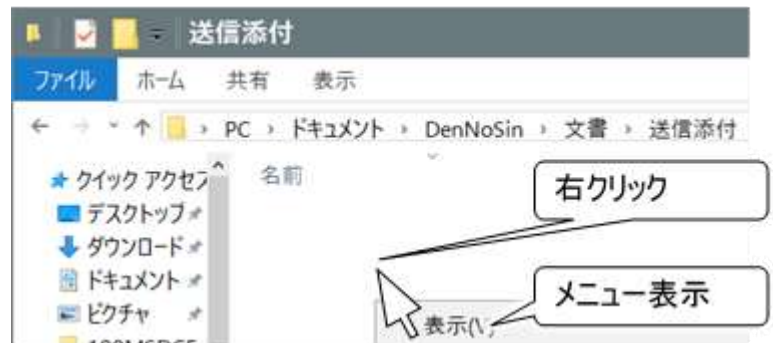 送信添付
ファイル ホーム 共有 表示
PC › ドキュメント › DenNoSin › 文書 › 送信添付
クイック アクセス
名前
右クリック
デスクトップ
ダウンロード
ドキュメント
メニュー表示
ピクチャ
表示(V)